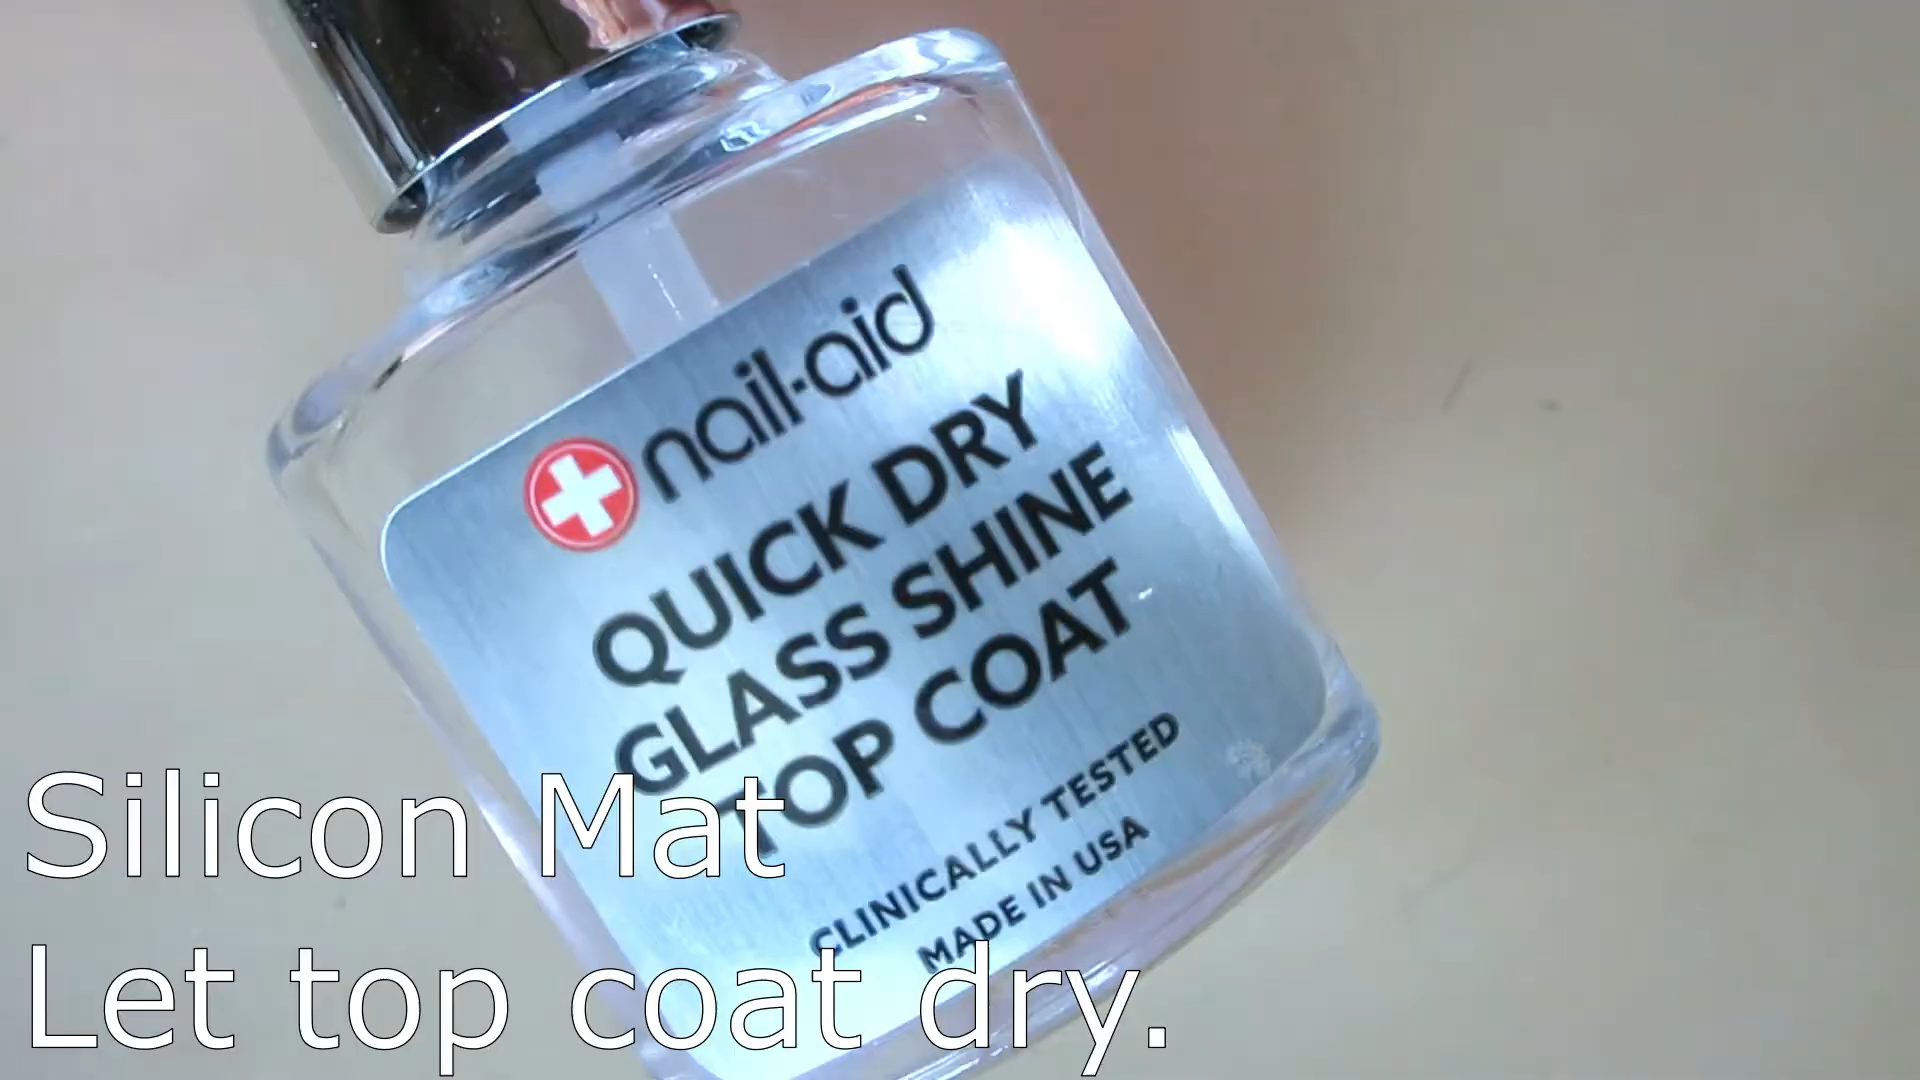 nail-aid
QUICK DRY
GLASS SHINE
TOP COAT
CLINICALLY TESTED
MADE IN USA
Silicon Mat
Let top coat dry.